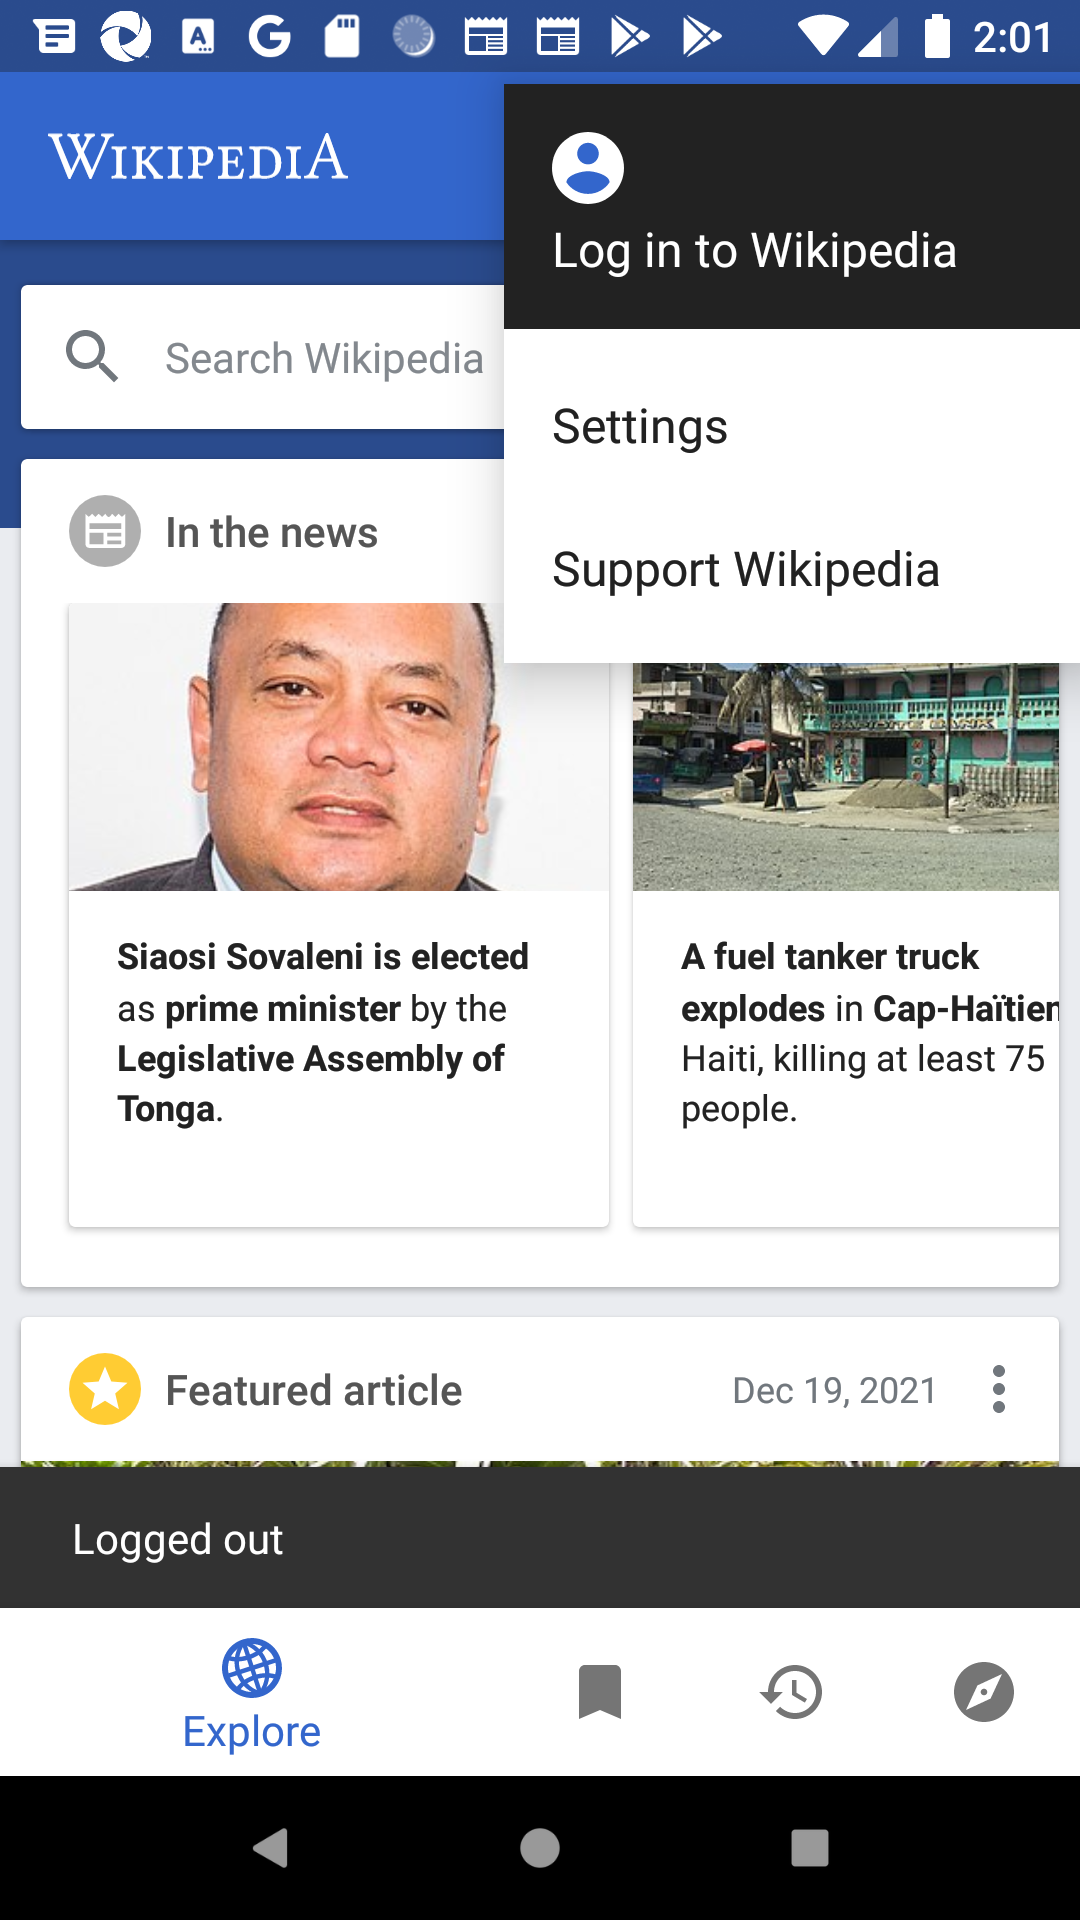 2:01
WIKIPEDIA
Log in to Wikipedia
Search Wikipedia
Settings
Support Wikipedia
In the news
RAPIDITE BANK
Siaosi Sovaleni is elected
as prime minister by the
Legislative Assembly of
Tonga.
A fuel tanker truck
explodes in Cap-Haïtien
Haiti, killing at least 75
people.
Featured article
Dec 19, 2021
Logged out
Explore